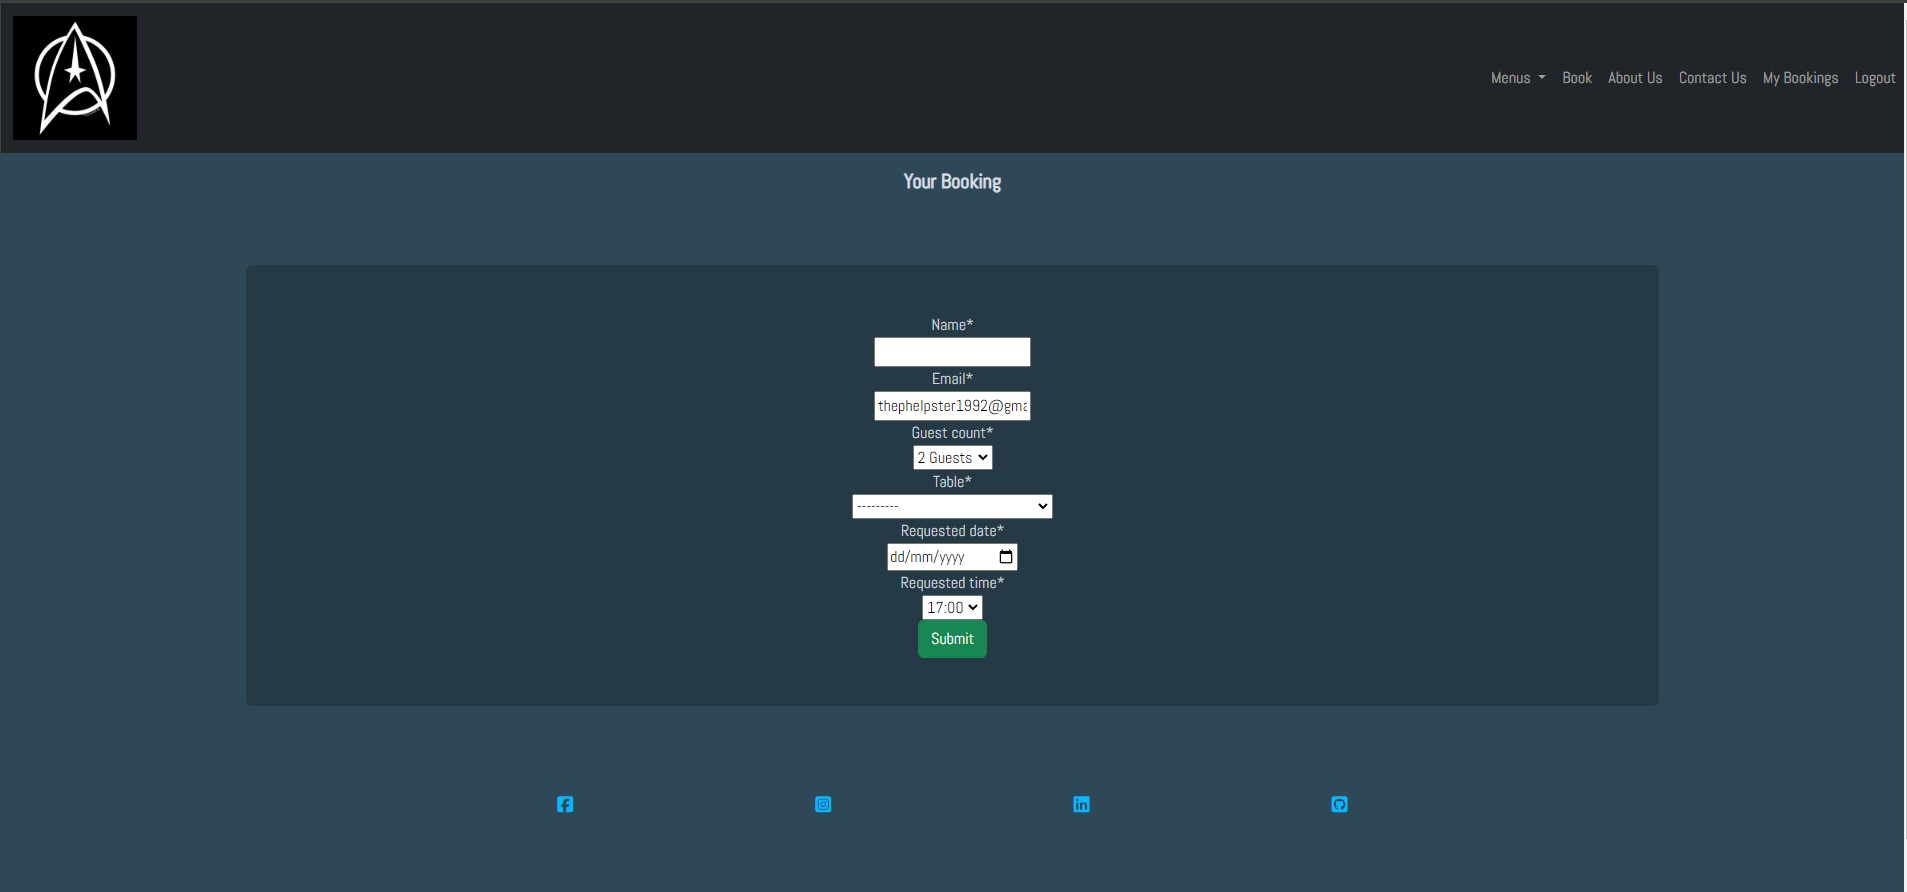 Menus
Book
About Us
Contact Us
My Bookings
Logout
Your Booking
Name*
Email*
thephelpster1992@gma
Guest count*
2 Guests
Table*
---------
Requested date*
dd/mm/yyyy
Requested time*
17:00
Submit